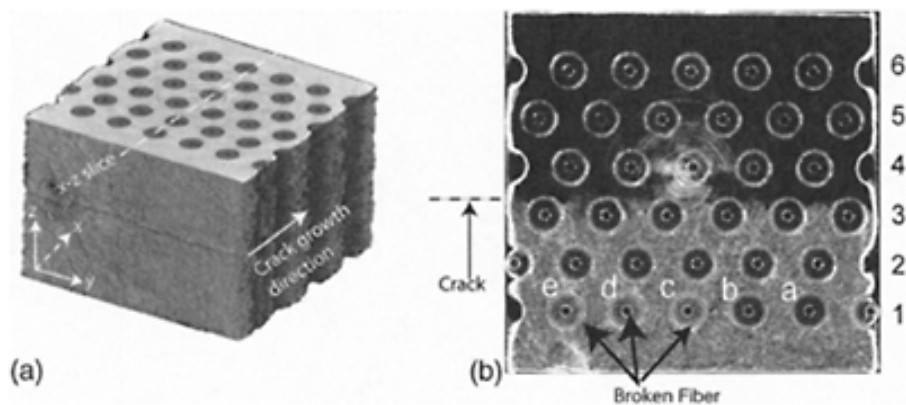 x-z slice
z
x
y
Crack growth
direction
(a)
6
5
4
3
2
1
Crack
e d c b a
(b)
Broken Fiber